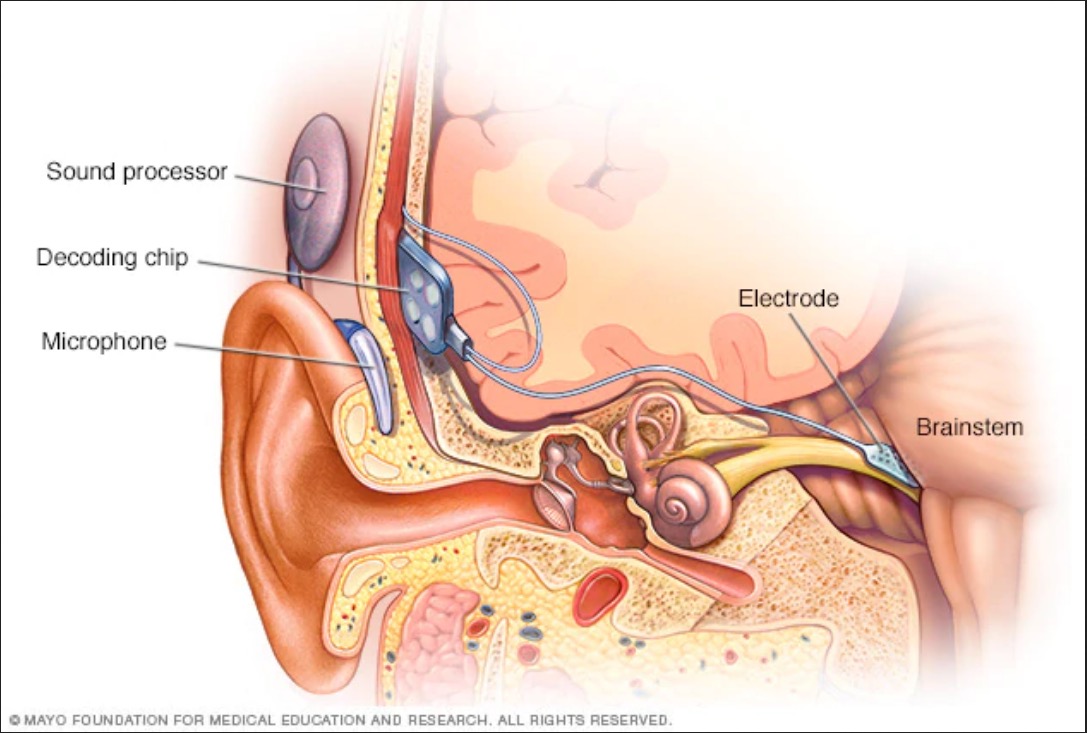 Sound processor
Decoding chip
Microphone
Electrode
Brainstem
© MAYO FOUNDATION FOR MEDICAL EDUCATION AND RESEARCH. ALL RIGHTS RESERVED.